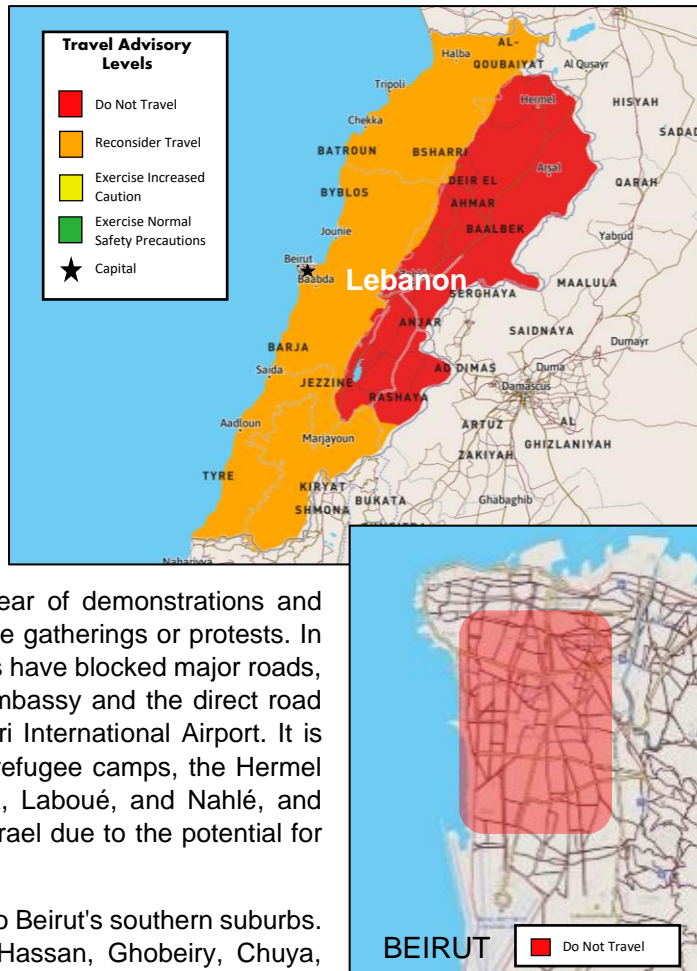 Travel Advisory
Levels
Do Not Travel
Reconsider Travel
Exercise Increased
Caution
Exercise Normal
Safety Precautions
Capital
AL-
QOUBAIYAT
Halba
Al Qusayr
Tripoli
Hermel
HISYAH
Chekka
SADAD
BATROUN
BSHARRI
Arsal
QARAH
DEIR EL
AHMAR
BYBLOS
BAALBEK
Jounie
Yabrud
Beirut
Baabda
Lebanon
MAALULA
SERGHAYA
ANJAR
SAIDNAYA
Dumayr
BARJA
Saida
JEZZINE
AD DIMAS
Duma
RASHAYA
Damascus
Aadloun
ARTUZ
AL
GHIZLANIYAH
Marjayoun
ZAKIYAH
TYRE
KIRYAT
SHMONA
BUKATA
Ghabaghib
ear of demonstrations and
e gatherings or protests. In
s have blocked major roads,
embassy and the direct road
ri International Airport. It is
refugee camps, the Hermel
, Laboué, and Nahlé, and
rael due to the potential for
o Beirut's southern suburbs.
Hassan, Ghobeiry, Chuya,
BEIRUT
Do Not Travel